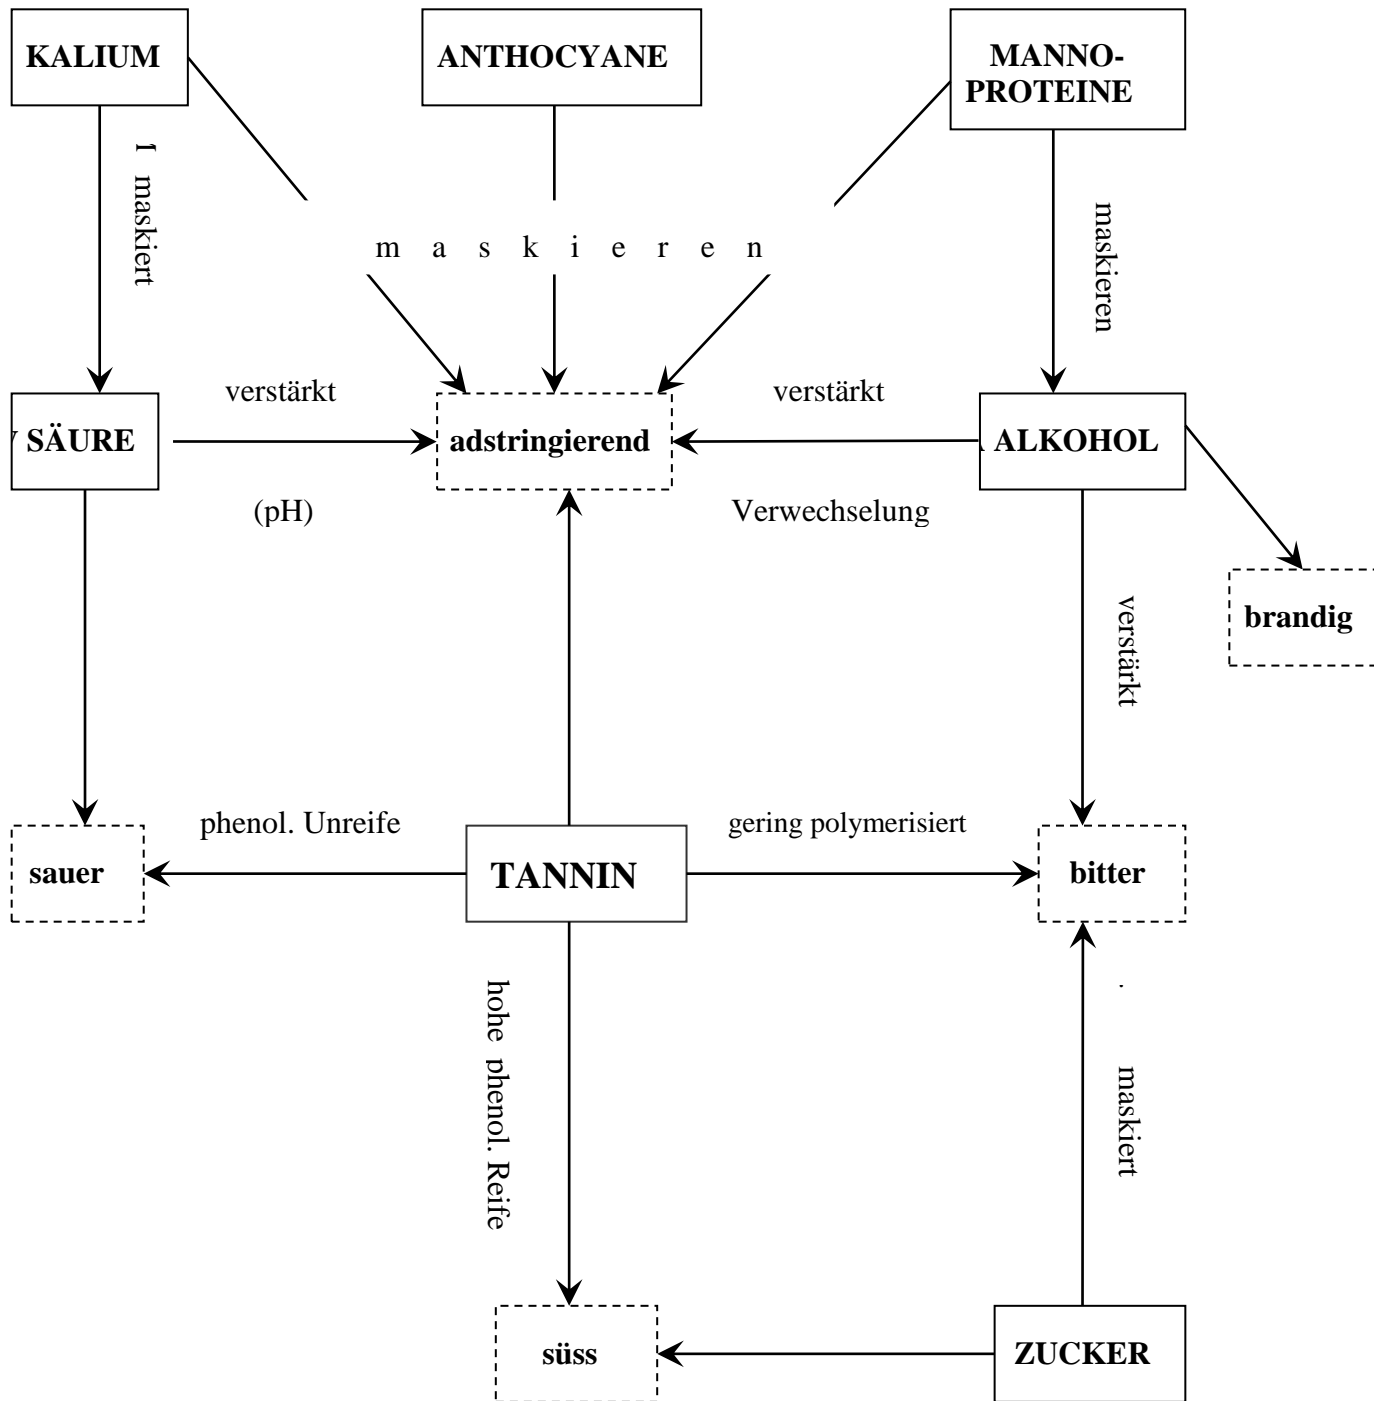 KALIUM
ANTHOCYANE
MANNO-
PROTEINE
maskiert
m a s k i e r e n
maskieren
verstärkt
verstärkt
SÄURE
adstringierend
ALKOHOL
(pH)
Verwechselung
brandig
verstärkt
phenol. Unreife
gering polymerisiert
sauer
TANNIN
bitter
hohe phenol. Reife
maskiert
süss
ZUCKER